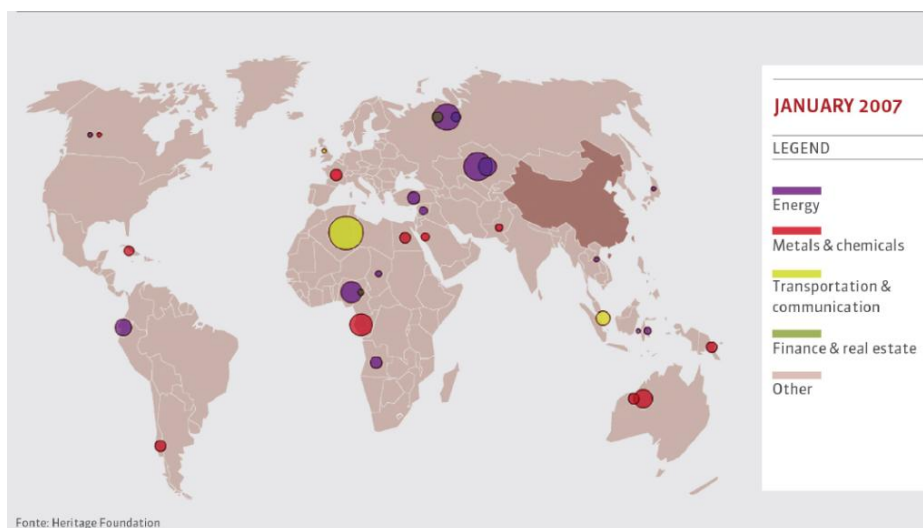 JANUARY 2007
LEGEND
Energy
Metals & chemicals
Transportation &
communication
Finance & real estate
Other
Fonte: Heritage Foundation